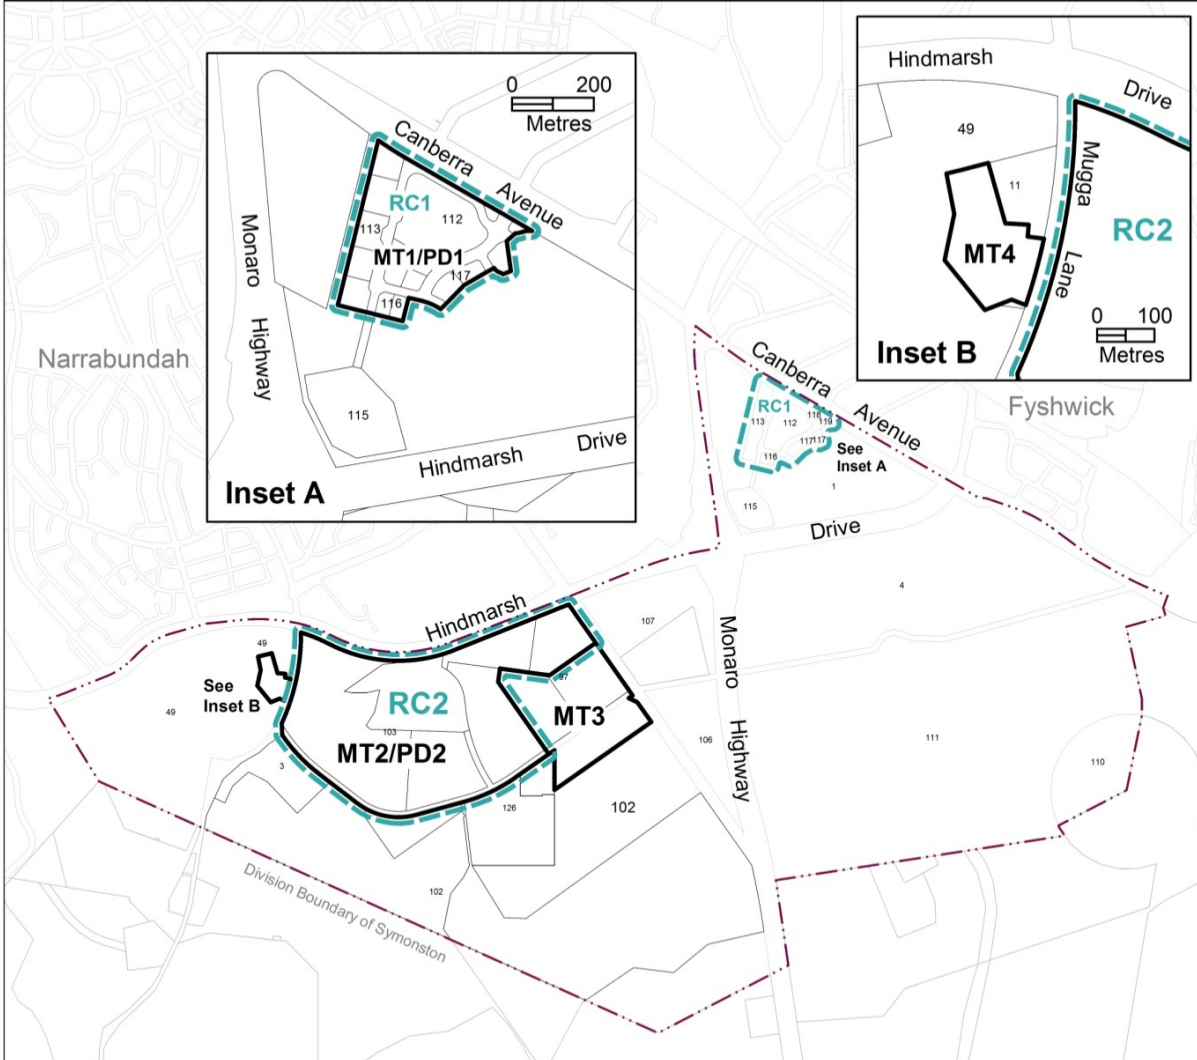 0 200
Metres
Canberra
Avenue
RC1
112
113
MT1/PD1
117
116
Monaro
Highway
115
Hindmarsh
Drive
Inset A
Hindmarsh
Drive
49
Mugga
11
RC2
MT4
Lane
0 100
Metres
Inset B
Narrabundah
Fyshwick
Canberra
Avenue
RC1
113
112
118
119
117
117
116
See
Inset A
1
115
Drive
4
Hindmarsh
107
Monaro
49
See
Inset B
49
RC2
97
MT3
103
MT2/PD2
106
Highway
111
110
3
126
102
102
Division Boundary of Symonston